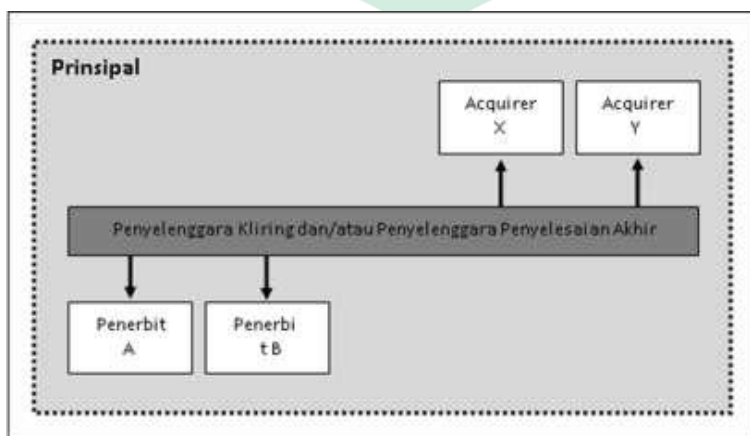 Prinsipal
Acquirer
X
Acquirer
Y
Penyelenggara Kliring dan/atau Penyelenggara Penyelesaian Akhir
Penerbit
A
Penerbi
t B